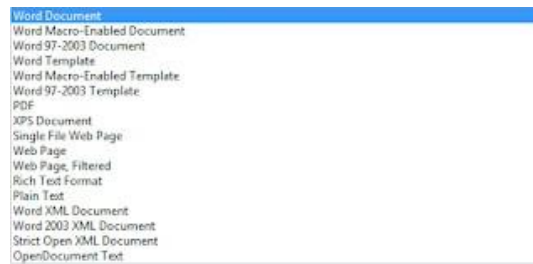 Word Document
Word Macro-Enabled Document
Word 97-2003 Document
Word Template
Word Macro-Enabled Template
Word 97-2003 Template
PDF
XPS Document
Single File Web Page
Web Page
Web Page, Filtered
Rich Text Format
Plain Text
Word XML Document
Word 2003 XML Document
Strict Open XML Document
OpenDocument Text